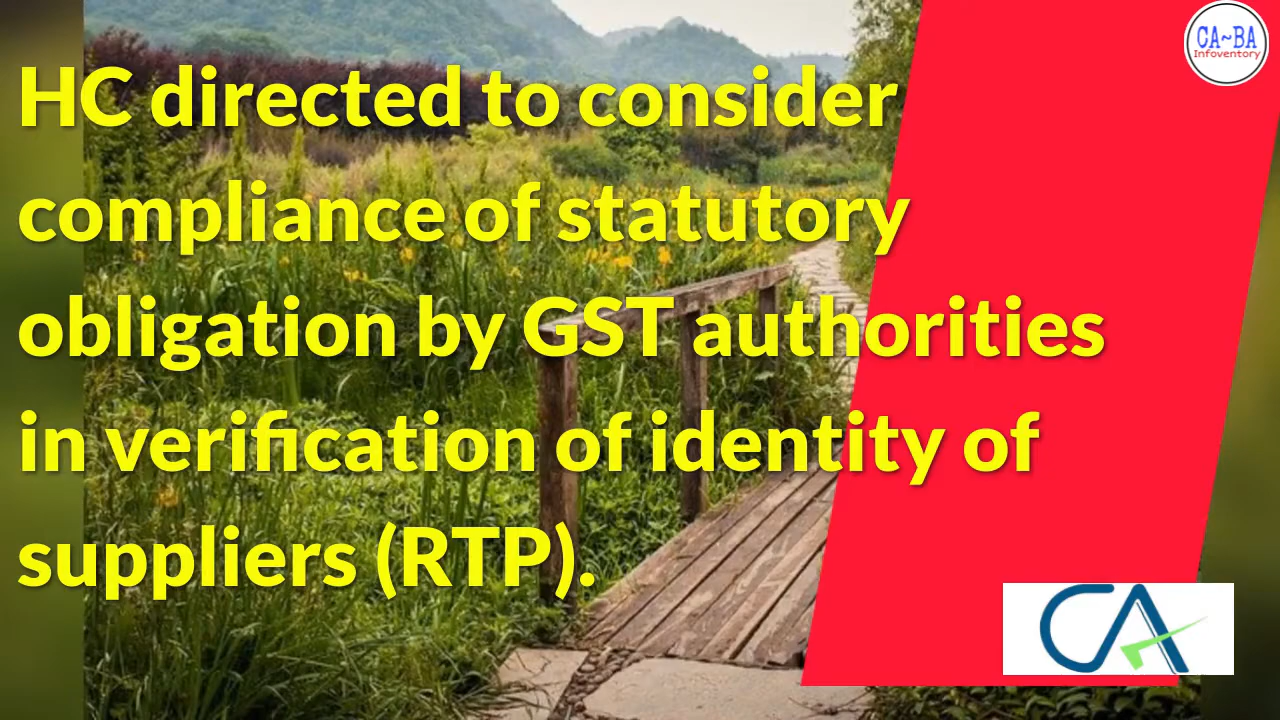 CA~BA
Infoventory
HC directed to consider
compliance of statutory
obligation by GST authorities
in verification of identity of
suppliers (RTP).
CA